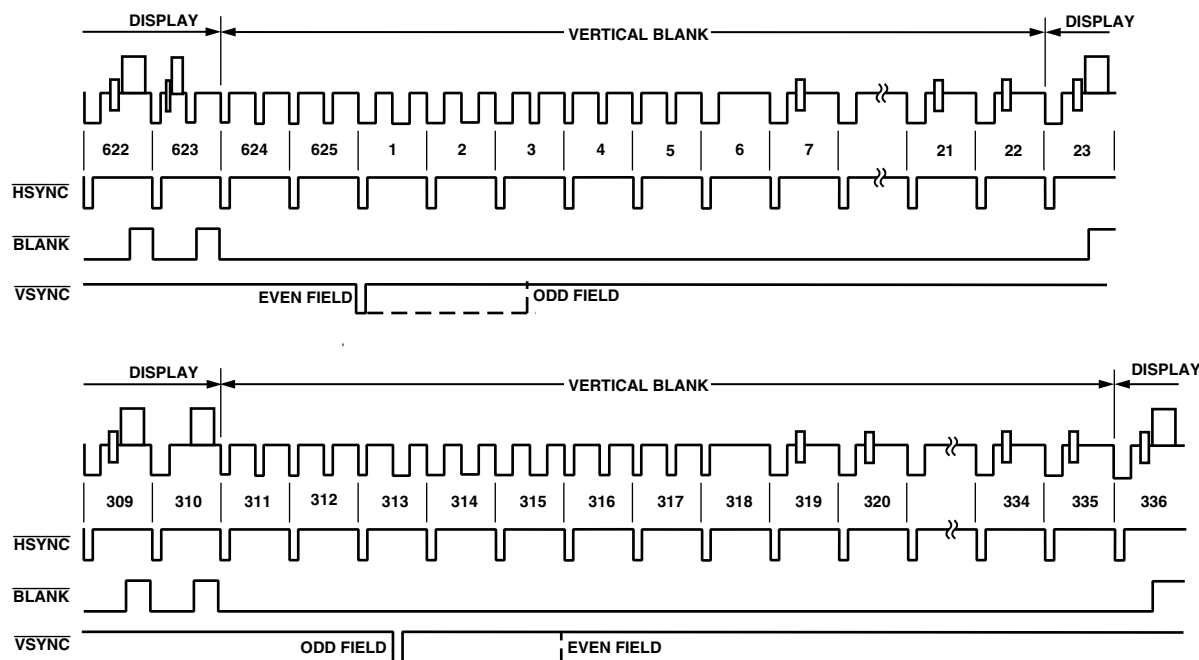 DISPLAY VERTICAL BLANK DISPLAY
622 623 624 625 1 2 3 4 5 6 7 21 22 23
HSYNC
BLANK
VSYNC
EVEN FIELD ODD FIELD
DISPLAY VERTICAL BLANK DISPLAY
309 310 311 312 313 314 315 316 317 318 319 320 334 335 336
HSYNC
BLANK
VSYNC
ODD FIELD EVEN FIELD